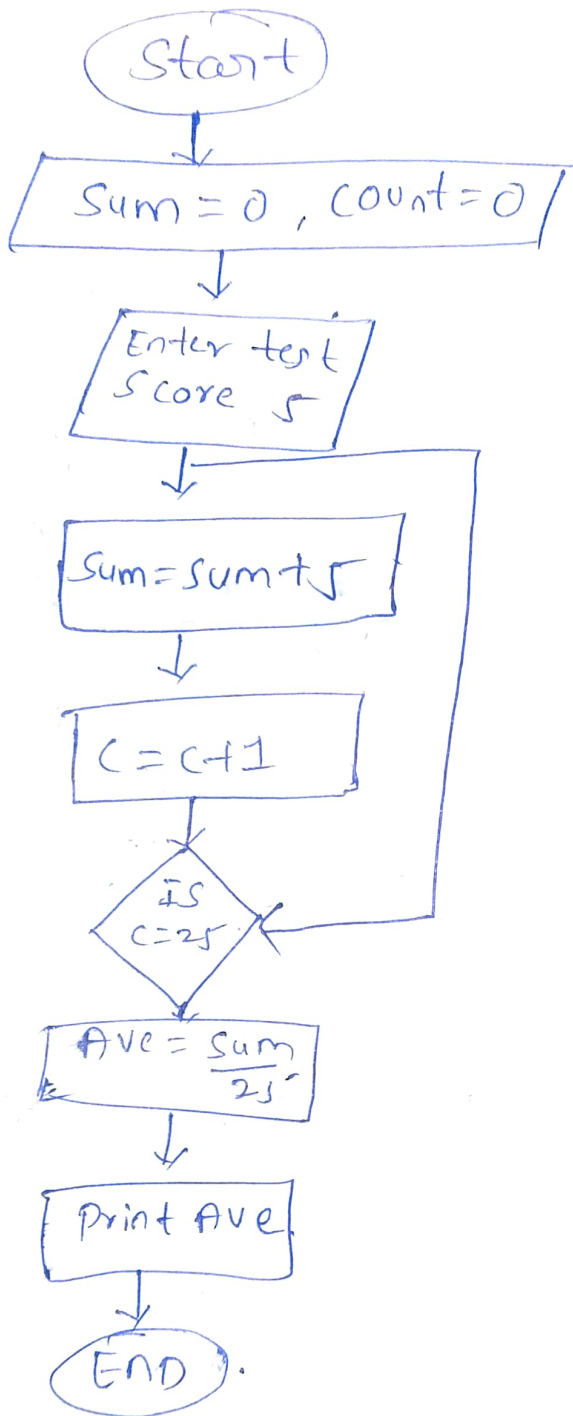 Start
Sum = 0, count = 0
Enter test
Score S
Sum = sum + S
C = C + 1
IS
C = 25
Ave = Sum
25
Print Ave
END.